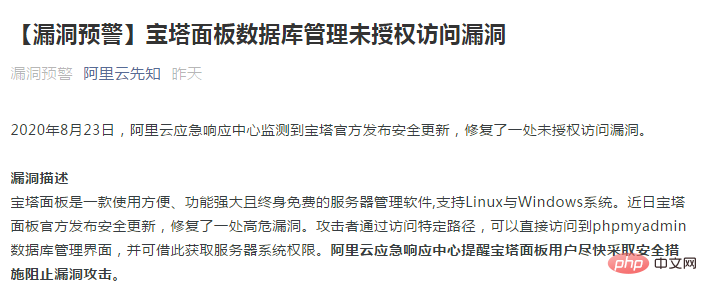 【漏洞预警】宝塔面板数据库管理未授权访问漏洞
漏洞预警 阿里云先知 昨天
2020年8月23日，阿里云应急响应中心监测到宝塔官方发布安全更新，修复了一处未授权访问漏洞。
漏洞描述
宝塔面板是一款使用方便、功能强大且终身免费的服务器管理软件,支持Linux与Windows系统。近日宝塔
面板官方发布安全更新，修复了一处高危漏洞。攻击者通过访问特定路径，可以直接访问到phpmyadmin
数据库管理界面，并可借此获取服务器系统权限。阿里云应急响应中心提醒宝塔面板用户尽快采取安全措
施阻止漏洞攻击。
php 中文网